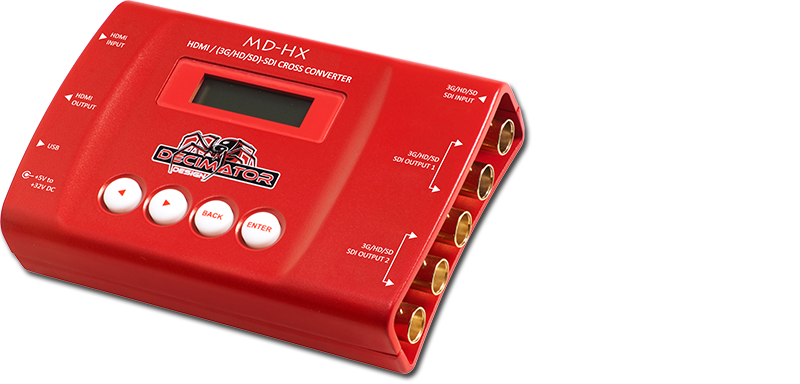 MD-HX
HDMI / (3G/HD/SD)-SDI CROSS CONVERTER
HDMI
INPUT
HDMI
OUTPUT
USB
+5V to
+32V DC
3G/HD/SD
SDI INPUT
3G/HD/SD
SDI OUTPUT 1
3G/HD/SD
SDI OUTPUT 2
DECIMATOR
DESIGN
BACK
ENTER